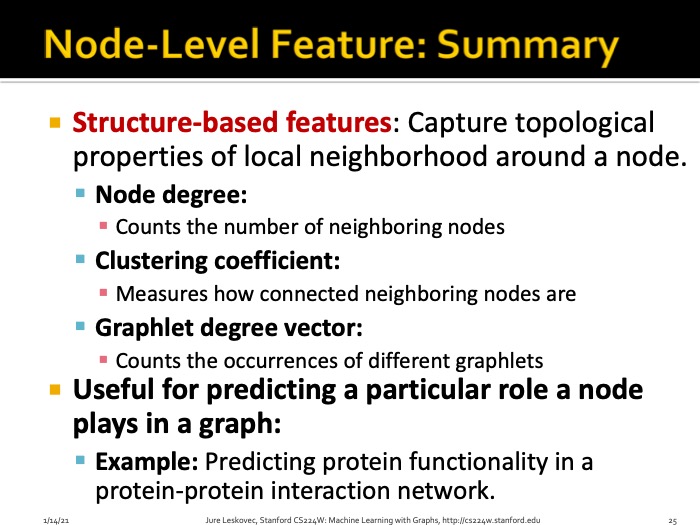 Node-Level Feature: Summary
Structure-based features: Capture topological
properties of local neighborhood around a node.
Node degree:
Counts the number of neighboring nodes
Clustering coefficient:
Measures how connected neighboring nodes are
Graphlet degree vector:
Counts the occurrences of different graphlets
Useful for predicting a particular role a node
plays in a graph:
Example: Predicting protein functionality in a
protein-protein interaction network.
1/14/21
Jure Leskovec, Stanford CS224W: Machine Learning with Graphs, http://cs224w.stanford.edu
25